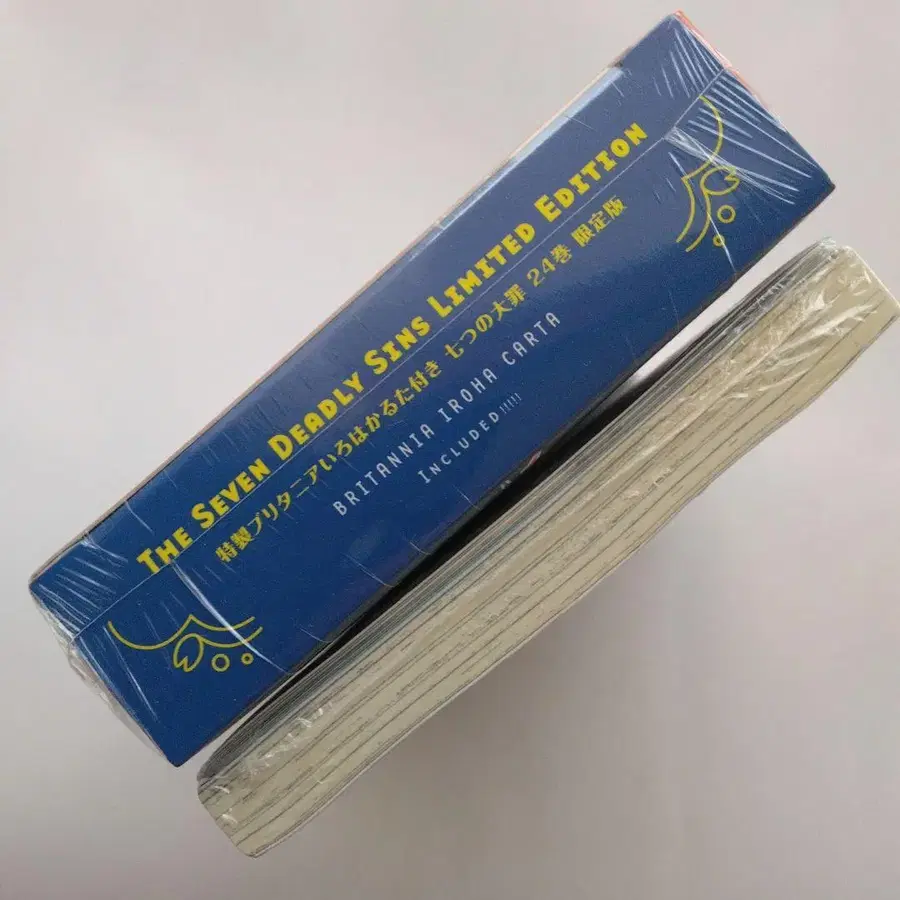 THE SEVEN DEADLY SINS LIMITED EDITION
特製ブリタニアいろはかるた付き 七つの大罪 24巻 限定版
BRITANNIA IROHA CARTA
INCLUDED!!!!!